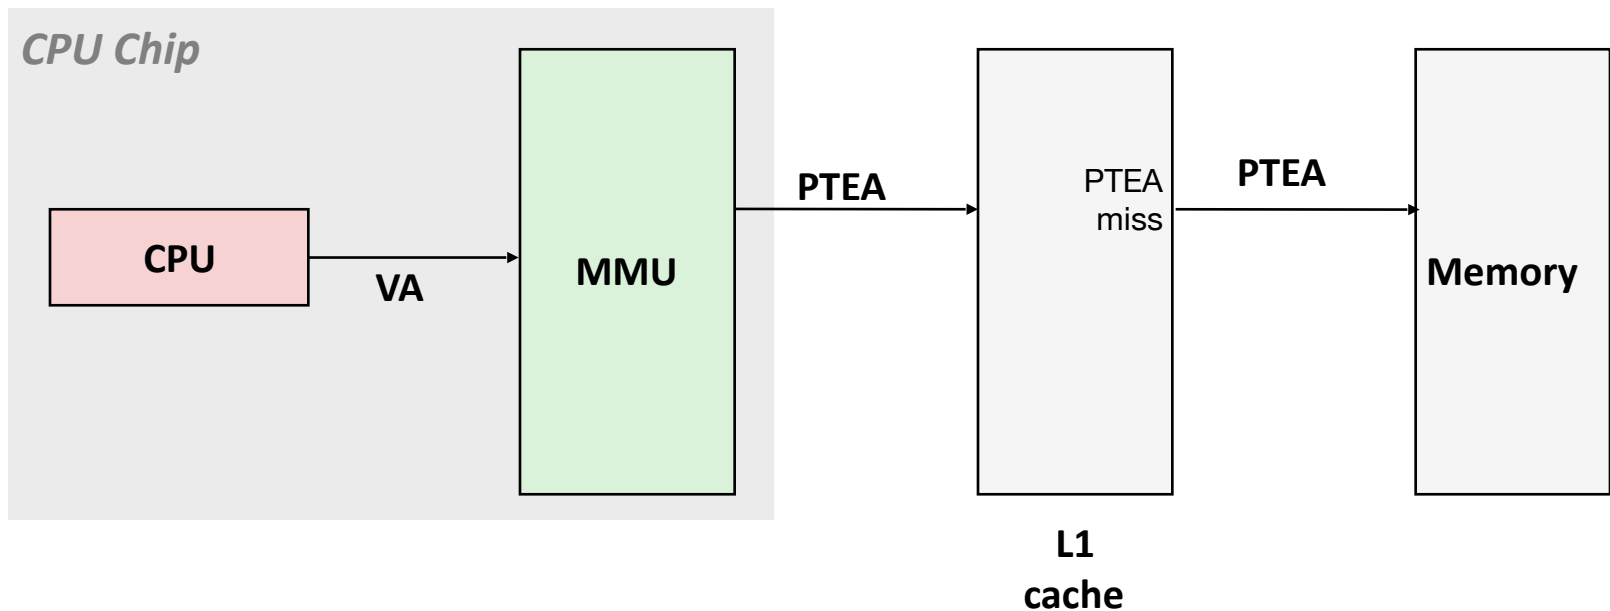 CPU Chip
CPU
VA
MMU
PTEA
PTEA
miss
PTEA
Memory
L1
cache